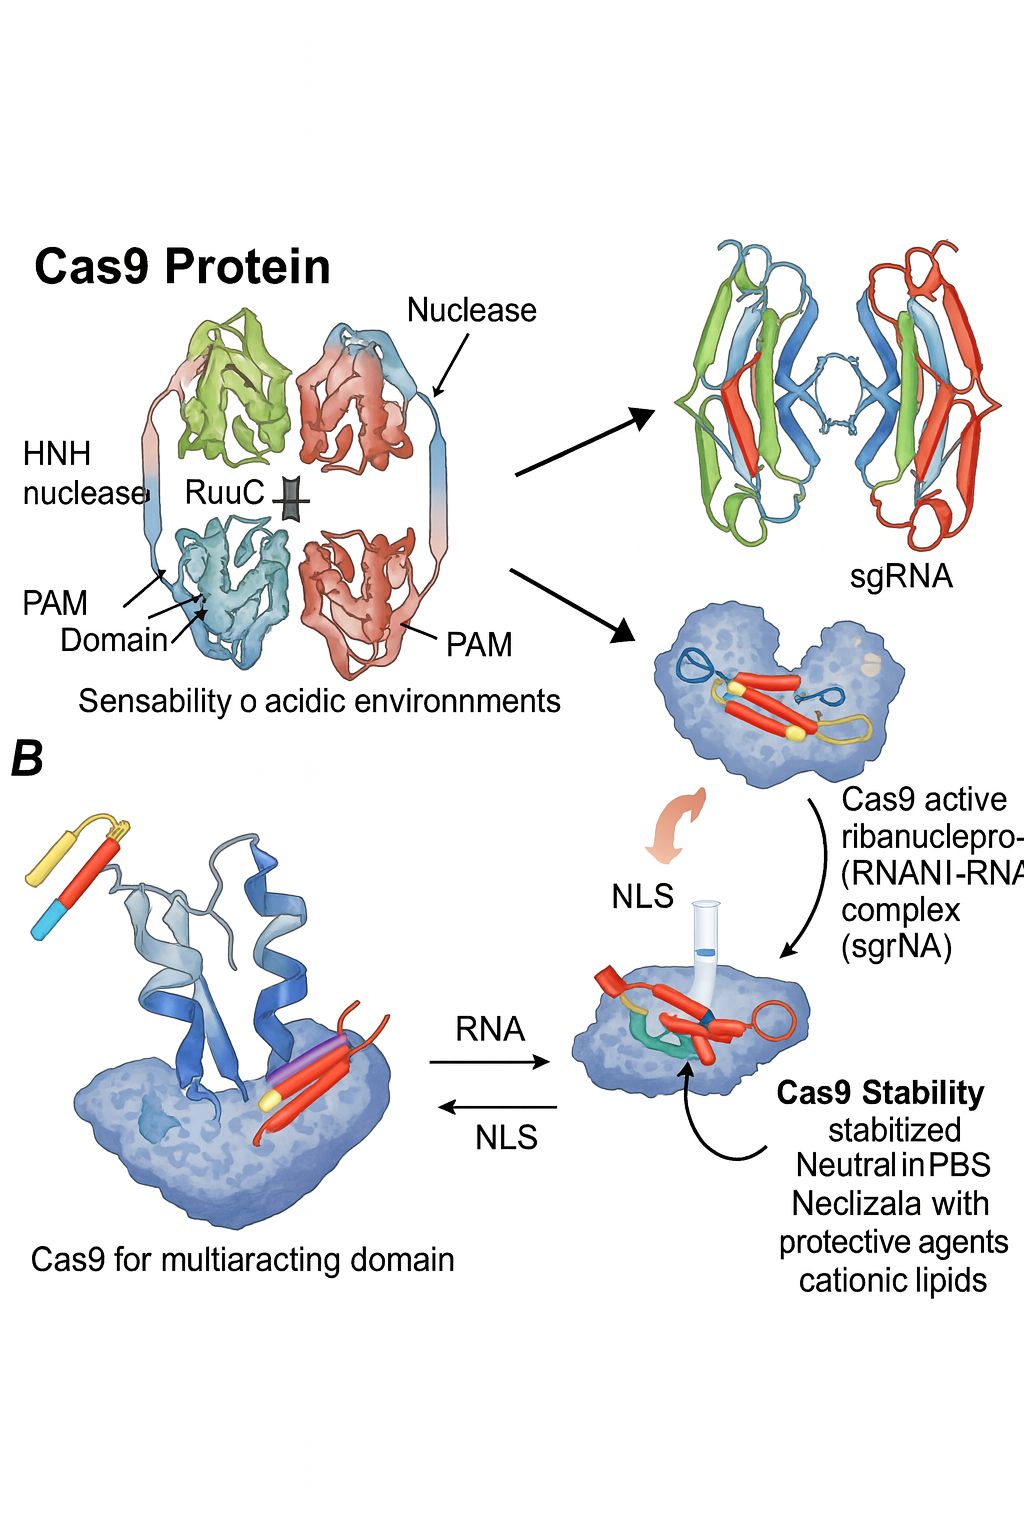 Cas9 Protein
Nuclease
HNH
nuclease
RuuC
PAM
Domain
PAM
Sensability o acidic environnments
sgRNA
B
Cas9 active
ribanuclepro-
(RNANI-RNA
complex
(sgrNA)
NLS
RNA
NLS
Cas9 Stability
stabitized
Neutral in PBS
Neclizala with
protective agents
cationic lipids
Cas9 for multiaracting domain